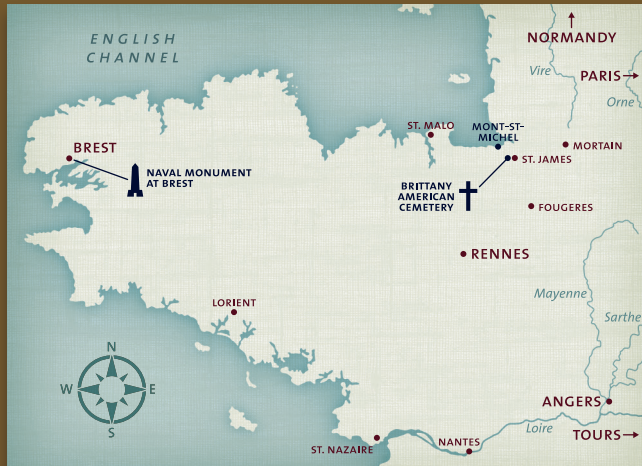 ENGLISH
CHANNEL
NORMANDY
Vire
PARIS
Orne
ST. MALO
MONT-ST-
MICHEL
MORTAIN
BREST
ST. JAMES
NAVAL MONUMENT
AT BREST
BRITTANY
AMERICAN
CEMETERY
FOUGERES
RENNES
Mayenne
LORIENT
Sarthe
N
W
E
S
ANGERS
Loire
TOURS
ST. NAZAIRE
NANTES